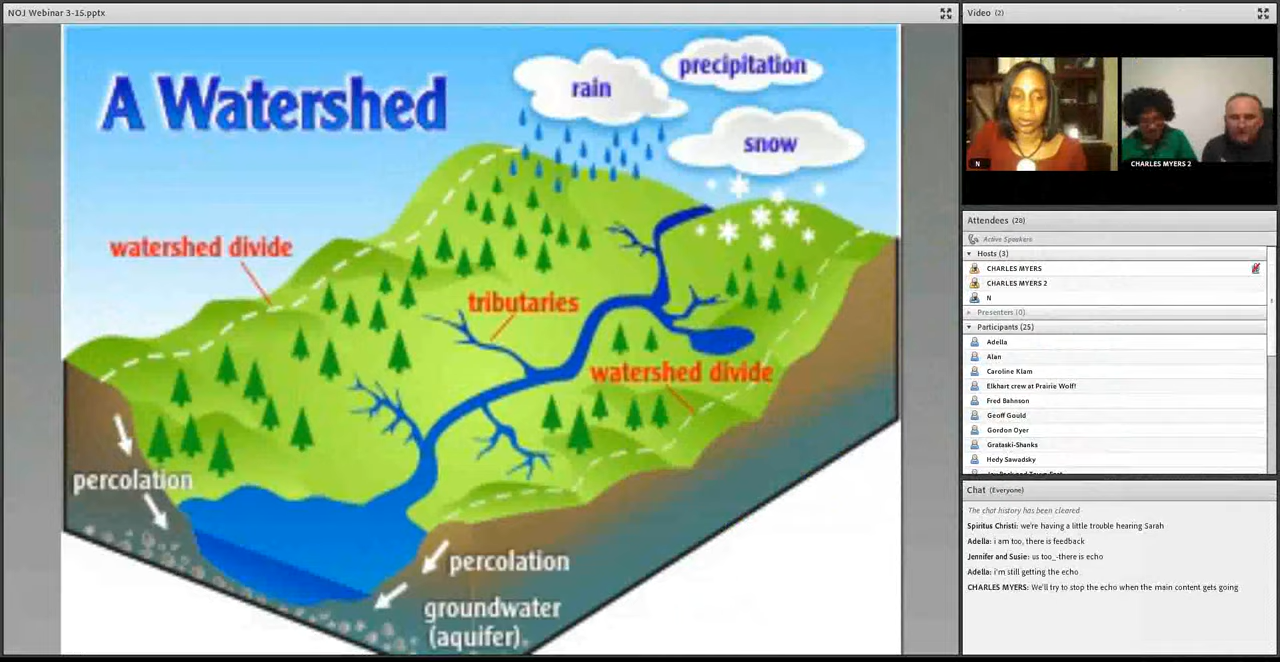 NOJ Webinar 3-15.pptx
A Watershed
rain
precipitation
snow
watershed divide
tributaries
watershed divide
percolation
percolation
groundwater
(aquifer).
Video (2)
N
CHARLES MYERS 2
Attendees (28)
Active Speakers
Hosts (3)
CHARLES MYERS
CHARLES MYERS 2
N
Presenters (0)
Participants (25)
Adella
Alan
Caroline Klam
Elkhart crew at Prairie Wolf!
Fred Bahnson
Geoff Gould
Gordon Oyer
Grataski-Shanks
Hedy Sawadsky
Chat (Everyone)
The chat history has been cleared
Spiritus Christi: we're having a little trouble hearing Sarah
Adella: i am too, there is feedback
Jennifer and Susie: us too_-there is echo
Adella: i'm still getting the echo
CHARLES MYERS: We'll try to stop the echo when the main content gets going